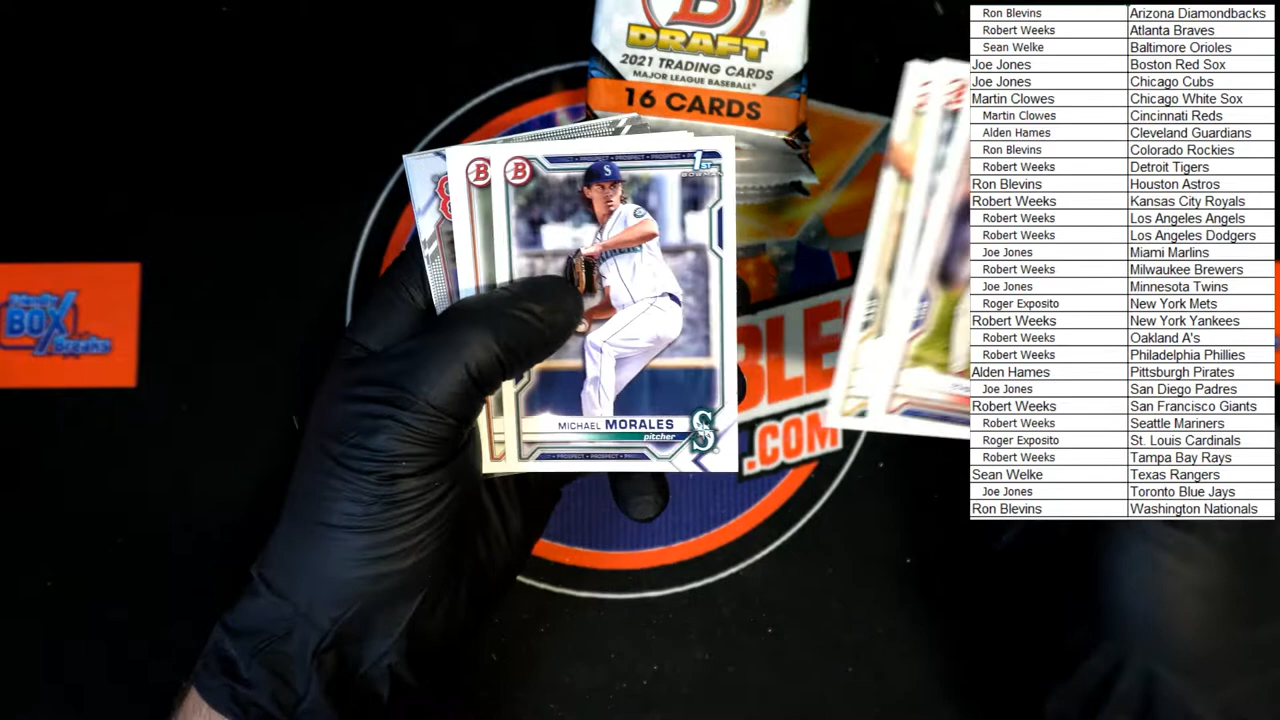 B
DRAFT
2021 TRADING CARDS
MAJOR LEAGUE BASEBALL
16 CARDS
B
B
PROSPECT PROSPECT
1ST
BOWMAN
S
MICHAEL MORALES
pitcher
S
PROSPECT PROSPECT
BOX
Breaks
BLES
.COM
Ron Blevins Arizona Diamondbacks
Robert Weeks Atlanta Braves
Sean Welke Baltimore Orioles
Joe Jones Boston Red Sox
Joe Jones Chicago Cubs
Martin Clowes Chicago White Sox
Martin Clowes Cincinnati Reds
Alden Hames Cleveland Guardians
Ron Blevins Colorado Rockies
Robert Weeks Detroit Tigers
Ron Blevins Houston Astros
Robert Weeks Kansas City Royals
Robert Weeks Los Angeles Angels
Robert Weeks Los Angeles Dodgers
Joe Jones Miami Marlins
Robert Weeks Milwaukee Brewers
Joe Jones Minnesota Twins
Roger Exposito New York Mets
Robert Weeks New York Yankees
Robert Weeks Oakland A's
Robert Weeks Philadelphia Phillies
Alden Hames Pittsburgh Pirates
Joe Jones San Diego Padres
Robert Weeks San Francisco Giants
Robert Weeks Seattle Mariners
Roger Exposito St. Louis Cardinals
Robert Weeks Tampa Bay Rays
Sean Welke Texas Rangers
Joe Jones Toronto Blue Jays
Ron Blevins Washington Nationals